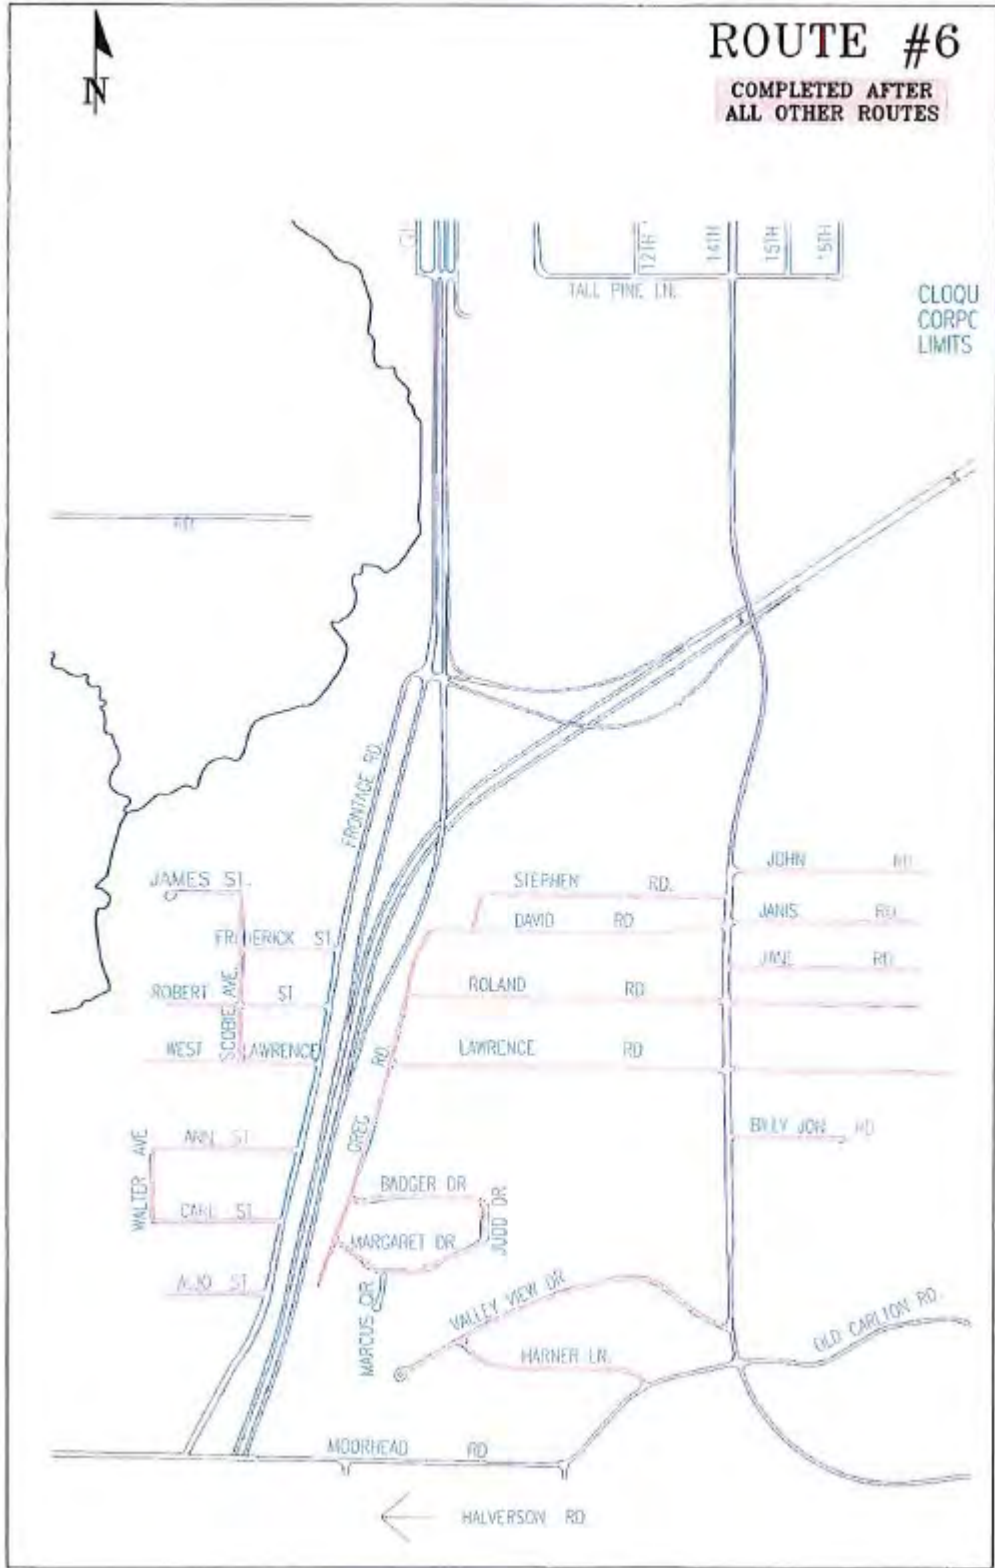 N
ROUTE #6
COMPLETED AFTER
ALL OTHER ROUTES
12TH
14TH
15TH
TALL PINE LN.
CLOQU
CORPC
LIMITS
FRONTAGE RD.
JAMES ST.
STEPHEN RD.
JOHN RD.
FREDERICK ST.
DAVID RD
JANIS RD.
JANE RD.
ROBERT ST
SCOBIE AVE.
ROLAND RD.
WEST LAWRENCE
LAWRENCE RD
GREG RD.
WALTER AVE
ANN ST
BILLY JON RD
BADGER DR
CARL ST.
JUDD DR.
MARGARET DR.
MARCUS DR.
VALLEY VIEW DR
OLD CARLTON RD.
HARNER LN.
MOORHEAD RD
HALVERSON RD